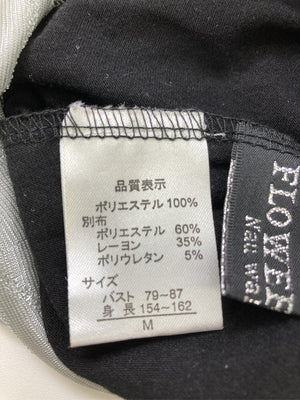 品質表示
ポリエステル 100%
別布
ポリエステル 60%
レーヨン 35%
ポリウレタン 5%
サイズ
バスト 79~87
身長 154~162
M
FLOWE